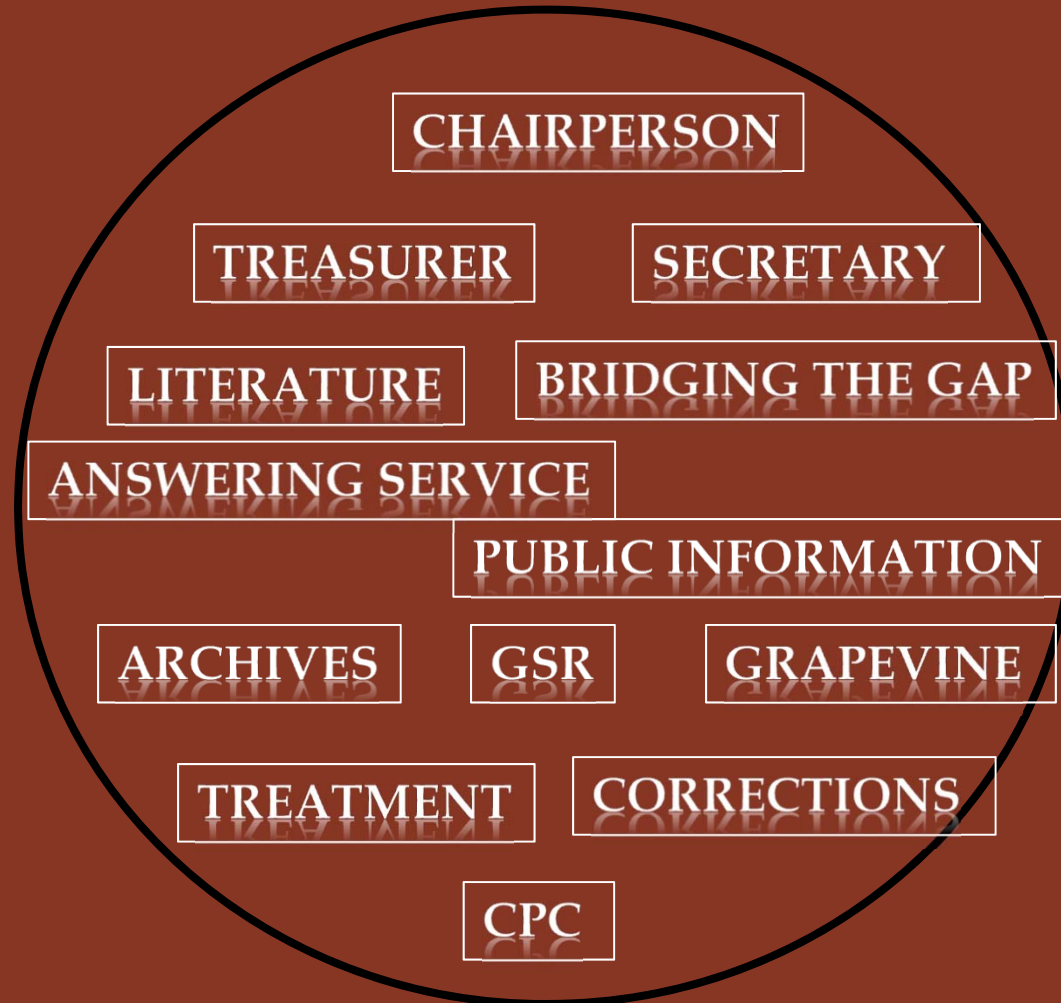 CHAIRPERSON
TREASURER SECRETARY
LITERATURE BRIDGING THE GAP
ANSWERING SERVICE
PUBLIC INFORMATION
ARCHIVES GSR GRAPEVINE
TREATMENT CORRECTIONS
CPC